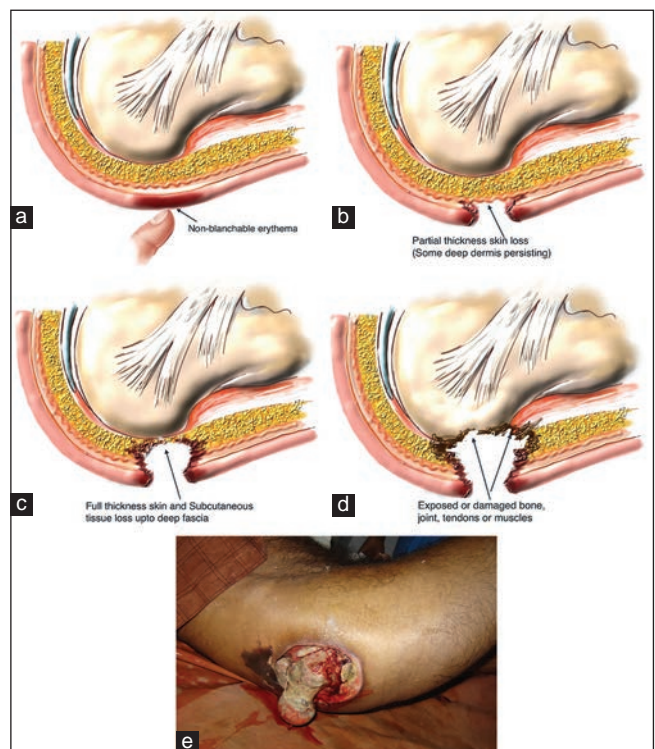 a
Non-blanchable erythema
b
Partial thickness skin loss
(Some deep dermis persisting)
c
Full thickness skin and Subcutaneous
tissue loss upto deep fascia
d
Exposed or damaged bone,
joint, tendons or muscles
e